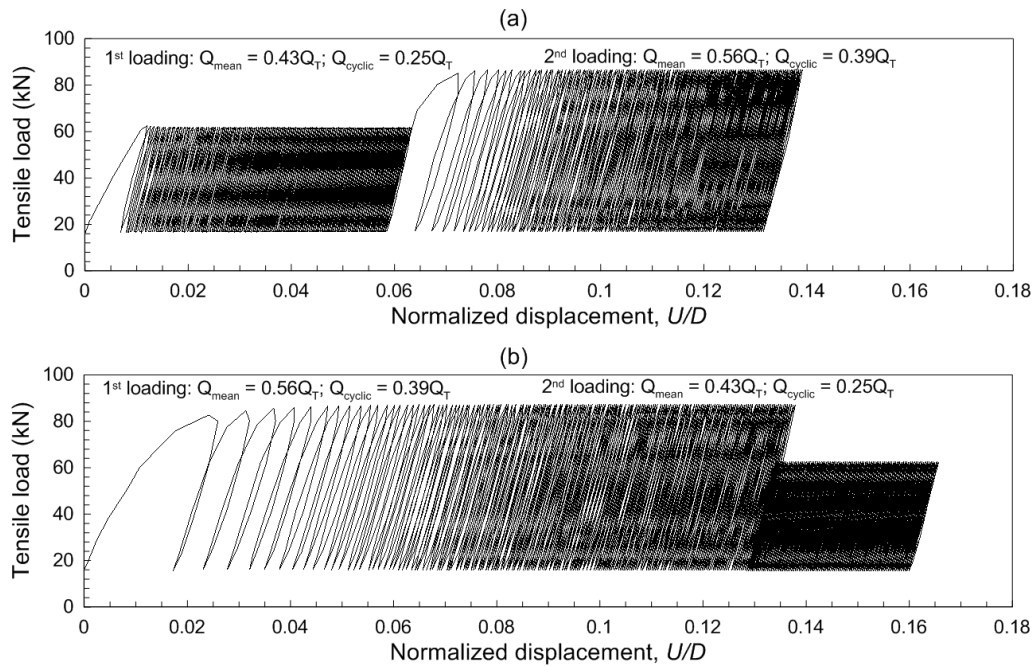 (a)
1st loading: Qmean = 0.43QT; Qcyclic = 0.25QT
2nd loading: Qmean = 0.56QT; Qcyclic = 0.39QT
100
80
60
40
20
0
Tensile load (kN)
0 0.02 0.04 0.06 0.08 0.1 0.12 0.14 0.16 0.18
Normalized displacement, U/D
(b)
1st loading: Qmean = 0.56QT; Qcyclic = 0.39QT
2nd loading: Qmean = 0.43QT; Qcyclic = 0.25QT
100
80
60
40
20
0
Tensile load (kN)
0 0.02 0.04 0.06 0.08 0.1 0.12 0.14 0.16 0.18
Normalized displacement, U/D